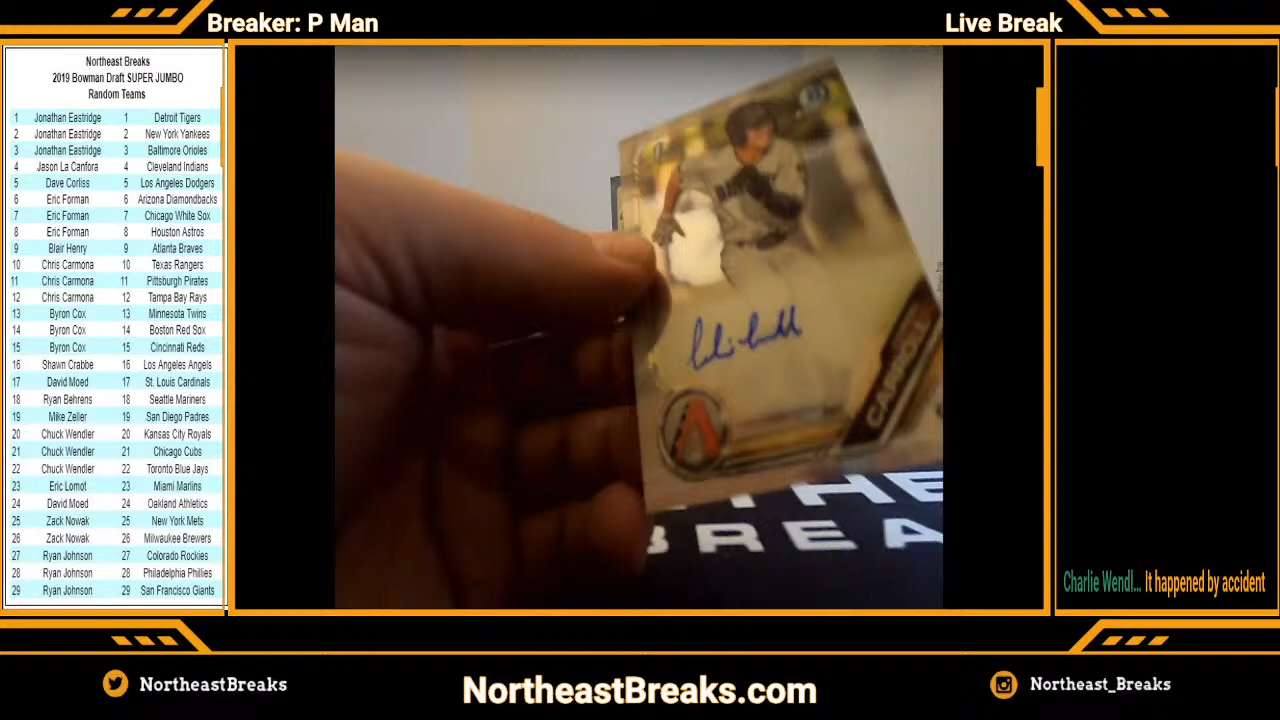 Breaker: P Man
Live Break
Northeast Breaks
2019 Bowman Draft SUPER JUMBO
Random Teams
1 Jonathan Eastridge 1 Detroit Tigers
2 Jonathan Eastridge 2 New York Yankees
3 Jonathan Eastridge 3 Baltimore Orioles
4 Jason La Canfora 4 Cleveland Indians
5 Dave Corliss 5 Los Angeles Dodgers
6 Eric Forman 6 Arizona Diamondbacks
7 Eric Forman 7 Chicago White Sox
8 Eric Forman 8 Houston Astros
9 Blair Henry 9 Atlanta Braves
10 Chris Carmona 10 Texas Rangers
11 Chris Carmona 11 Pittsburgh Pirates
12 Chris Carmona 12 Tampa Bay Rays
13 Byron Cox 13 Minnesota Twins
14 Byron Cox 14 Boston Red Sox
15 Byron Cox 15 Cincinnati Reds
16 Shawn Crabbe 16 Los Angeles Angels
17 David Moed 17 St. Louis Cardinals
18 Ryan Behrens 18 Seattle Mariners
19 Mike Zeller 19 San Diego Padres
20 Chuck Wendler 20 Kansas City Royals
21 Chuck Wendler 21 Chicago Cubs
22 Chuck Wendler 22 Toronto Blue Jays
23 Eric Lomot 23 Miami Marlins
24 David Moed 24 Oakland Athletics
25 Zack Nowak 25 New York Mets
26 Zack Nowak 26 Milwaukee Brewers
27 Ryan Johnson 27 Colorado Rockies
28 Ryan Johnson 28 Philadelphia Phillies
29 Ryan Johnson 29 San Francisco Giants
CARROLL
THE
BREA
Charlie Wendl... It happened by accident
NortheastBreaks
NortheastBreaks.com
Northeast_Breaks